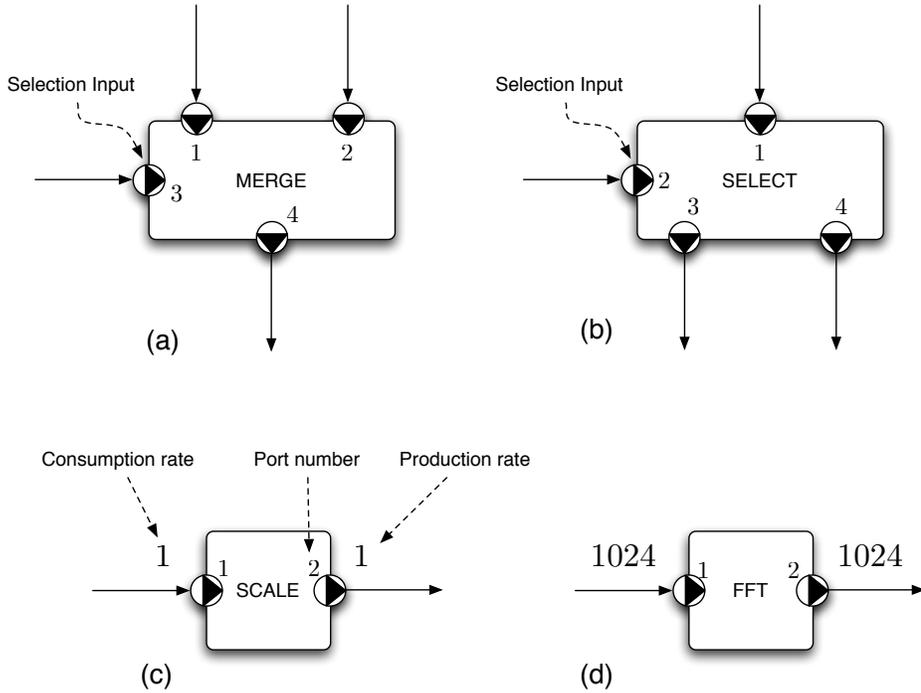 Selection Input
1
2
MERGE
3
4
(a)
Selection Input
1
2
SELECT
3
4
(b)
Consumption rate
Port number
Production rate
1
1
1
2
SCALE
(c)
1024
1024
1
2
FFT
(d)